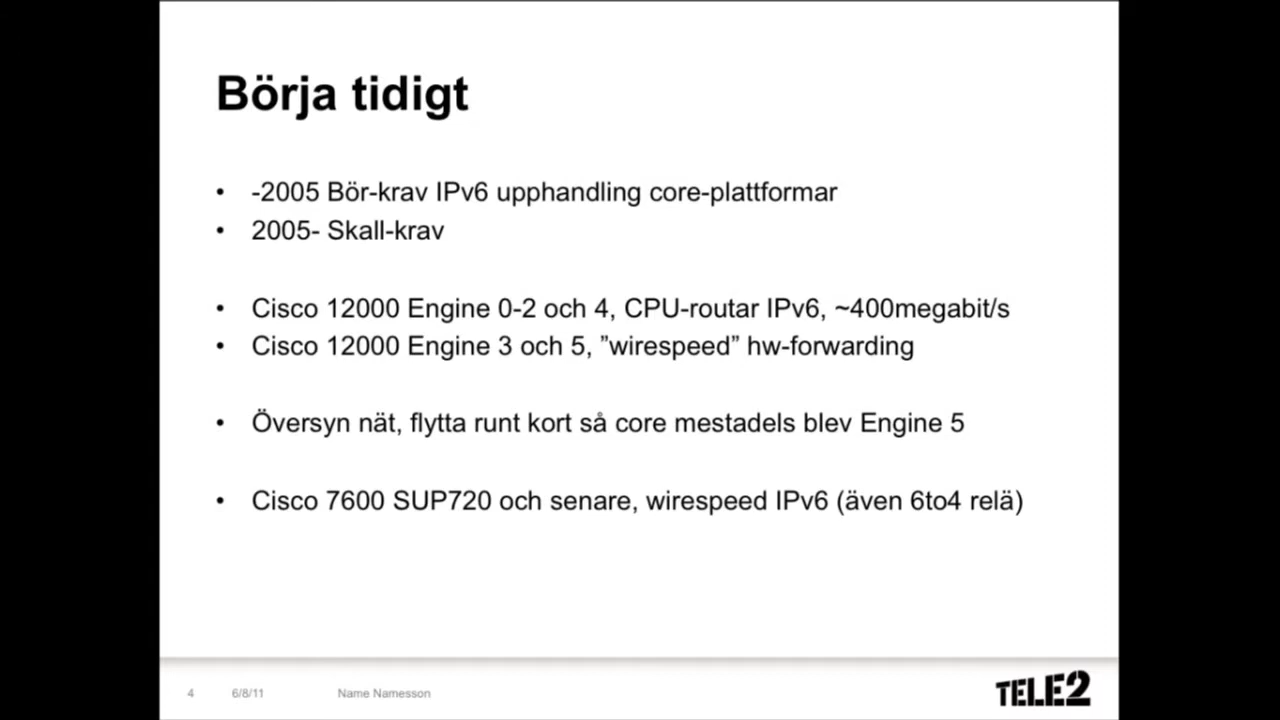 Börja tidigt
• -2005 Bör-krav IPv6 upphandling core-plattformar
• 2005- Skall-krav
• Cisco 12000 Engine 0-2 och 4, CPU-routar IPv6, ~400megabit/s
• Cisco 12000 Engine 3 och 5, ”wirespeed” hw-forwarding
• Översyn nät, flytta runt kort så core mestadels blev Engine 5
• Cisco 7600 SUP720 och senare, wirespeed IPv6 (även 6to4 relä)
4 6/8/11 Name Namesson
TELE2